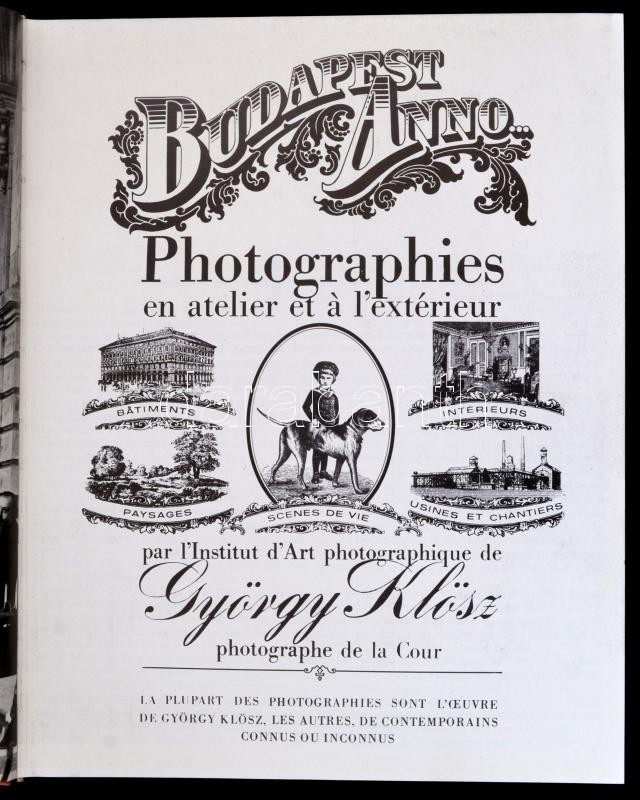 BUDAPEST
ANNO...
Photographies
en atelier et à l'extérieur
BÂTIMENTS
INTÉRIEURS
PAYSAGES
SCENES DE VIE
USINES ET CHANTIERS
par l'Institut d'Art photographique de
György Klösz
photographe de la Cour
LA PLUPART DES PHOTOGRAPHIES SONT L'ŒUVRE
DE GYÖRGY KLÖSZ, LES AUTRES, DE CONTEMPORAINS
CONNUS OU INCONNUS
darabanth